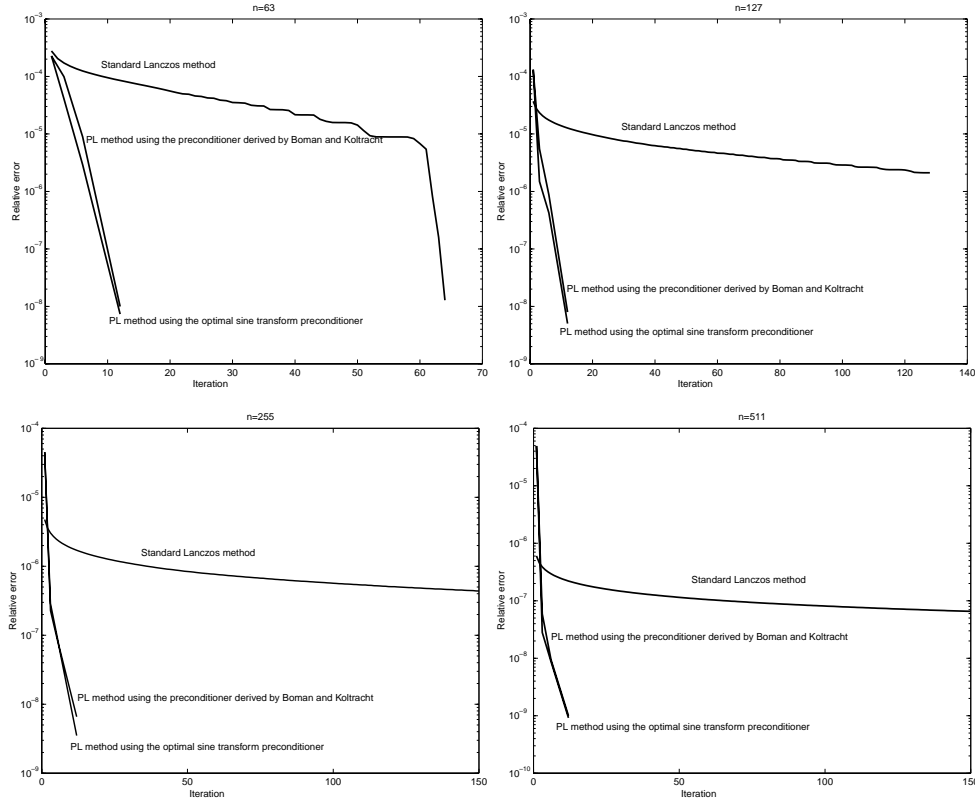 n=63
10^−3
10^−4
10^−5
10^−6
10^−7
10^−8
10^−9
Relative error
Standard Lanczos method
PL method using the preconditioner derived by Boman and Koltracht
PL method using the optimal sine transform preconditioner
0 10 20 30 40 50 60 70
Iteration
n=127
10^−3
10^−4
10^−5
10^−6
10^−7
10^−8
10^−9
Relative error
Standard Lanczos method
PL method using the preconditioner derived by Boman and Koltracht
PL method using the optimal sine transform preconditioner
0 20 40 60 80 100 120 140
Iteration
n=255
10^−4
10^−5
10^−6
10^−7
10^−8
10^−9
Relative error
Standard Lanczos method
PL method using the preconditioner derived by Boman and Koltracht
PL method using the optimal sine transform preconditioner
0 50 100 150
Iteration
n=511
10^−4
10^−5
10^−6
10^−7
10^−8
10^−9
10^−10
Relative error
Standard Lanczos method
PL method using the preconditioner derived by Boman and Koltracht
PL method using the optimal sine transform preconditioner
0 50 100 150
Iteration